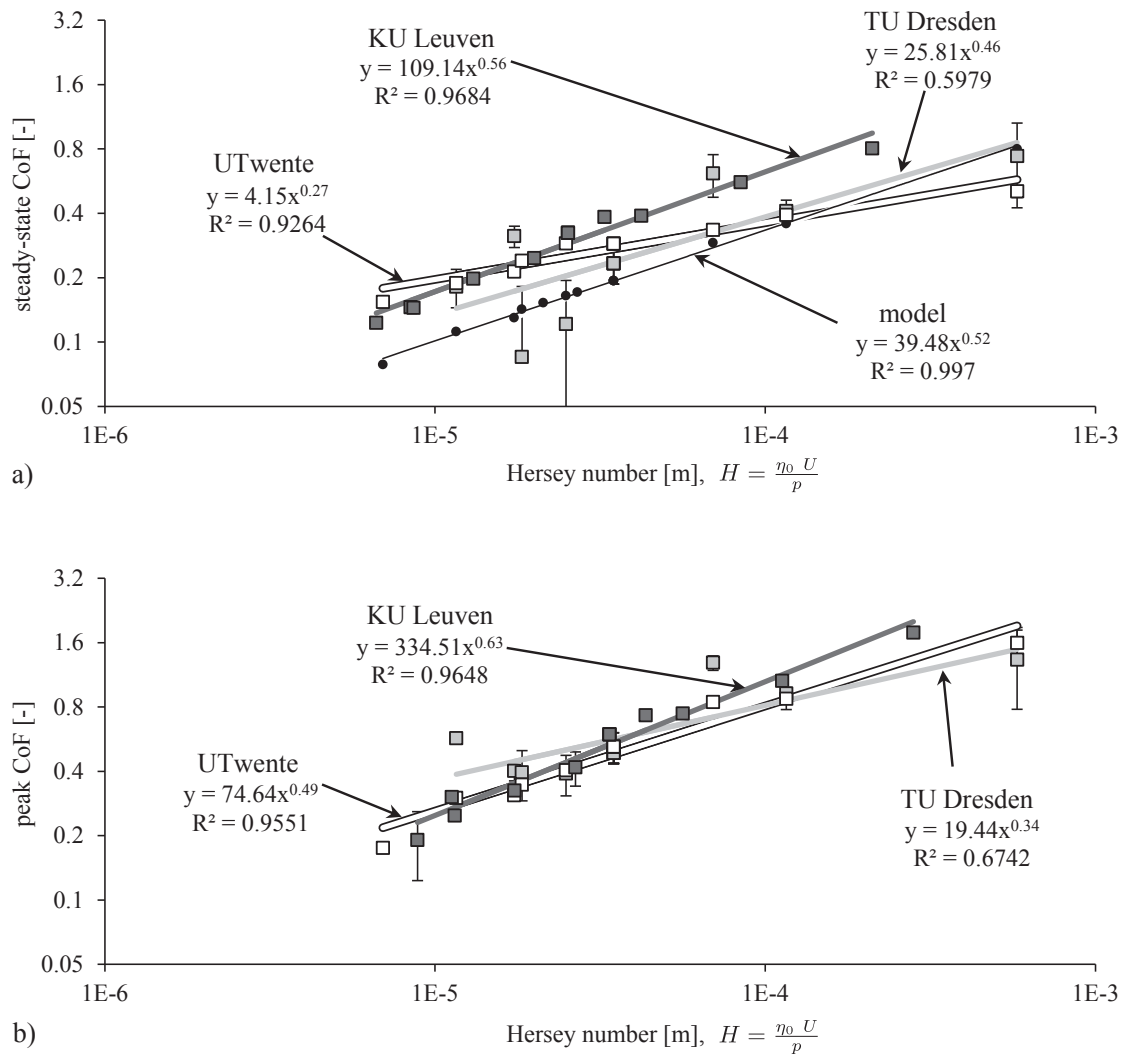 3.2
1.6
0.8
0.4
0.2
0.1
0.05
steady-state CoF [-]
KU Leuven
y = 109.14x^0.56
R² = 0.9684
TU Dresden
y = 25.81x^0.46
R² = 0.5979
UTwente
y = 4.15x^0.27
R² = 0.9264
model
y = 39.48x^0.52
R² = 0.997
1E-6 1E-5 1E-4 1E-3
a) Hersey number [m], H = η₀ U / p
3.2
1.6
0.8
0.4
0.2
0.1
0.05
peak CoF [-]
KU Leuven
y = 334.51x^0.63
R² = 0.9648
UTwente
y = 74.64x^0.49
R² = 0.9551
TU Dresden
y = 19.44x^0.34
R² = 0.6742
1E-6 1E-5 1E-4 1E-3
b) Hersey number [m], H = η₀ U / p